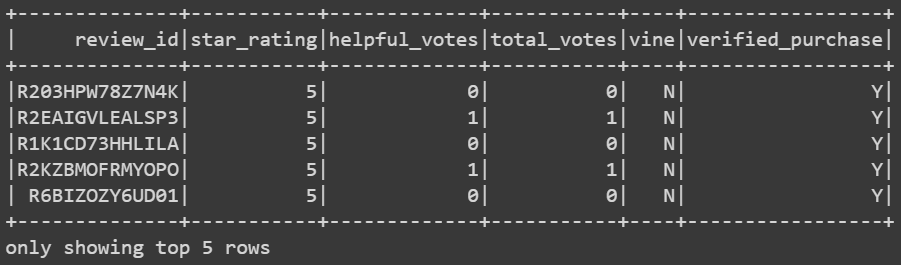 +--------------+-----------+-------------+-----------+----+-----------------+
|     review_id|star_rating|helpful_votes|total_votes|vine|verified_purchase|
+--------------+-----------+-------------+-----------+----+-----------------+
|R203HPW78Z7N4K|          5|            0|          0|   N|                Y|
|R2EAIGVLEALSP3|          5|            1|          1|   N|                Y|
|R1K1CD73HHLILA|          5|            0|          0|   N|                Y|
|R2KZBMOFRMYOPO|          5|            1|          1|   N|                Y|
| R6BIZOZY6UD01|          5|            0|          0|   N|                Y|
+--------------+-----------+-------------+-----------+----+-----------------+
only showing top 5 rows